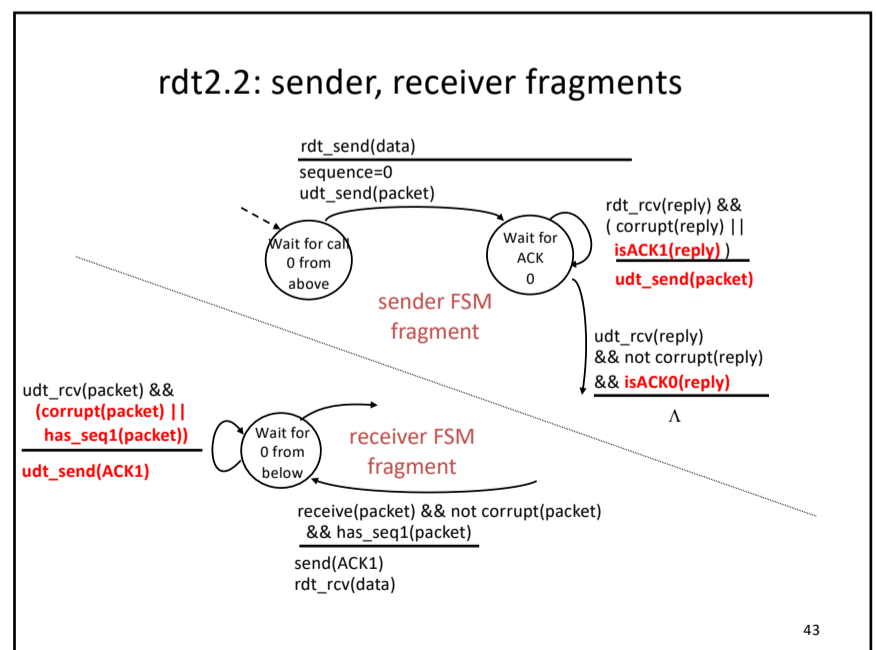 rdt2.2: sender, receiver fragments
rdt_send(data)
sequence=0
udt_send(packet)
Wait for call
0 from
above
Wait for
ACK
0
rdt_rcv(reply) &&
( corrupt(reply) ||
isACK1(reply) )
udt_send(packet)
sender FSM
fragment
udt_rcv(reply)
&& not corrupt(reply)
&& isACK0(reply)
Λ
udt_rcv(packet) &&
(corrupt(packet) ||
has_seq1(packet))
udt_send(ACK1)
Wait for
0 from
below
receiver FSM
fragment
receive(packet) && not corrupt(packet)
&& has_seq1(packet)
send(ACK1)
rdt_rcv(data)
43